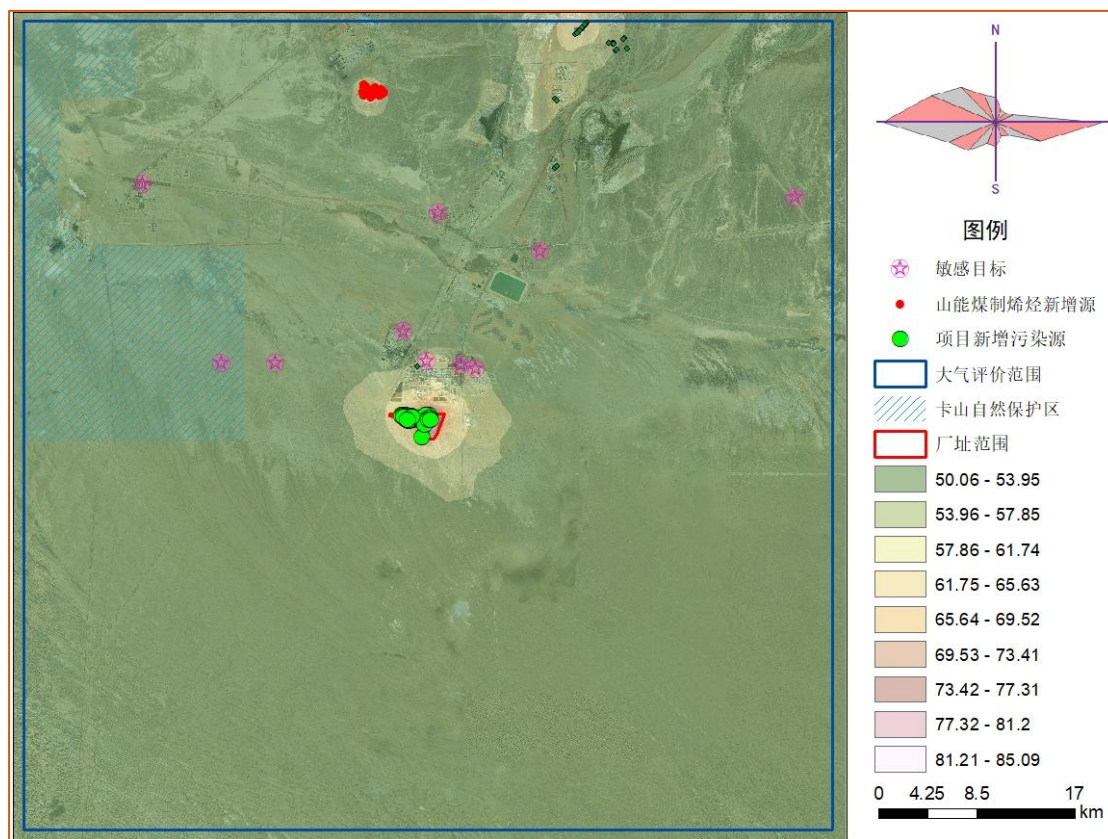 N
S
图例
敏感目标
山能煤制烯烃新增源
项目新增污染源
大气评价范围
卡山自然保护区
厂址范围
50.06 - 53.95
53.96 - 57.85
57.86 - 61.74
61.75 - 65.63
65.64 - 69.52
69.53 - 73.41
73.42 - 77.31
77.32 - 81.2
81.21 - 85.09
0 4.25 8.5 17
km